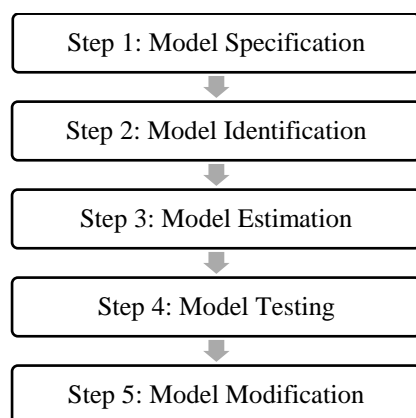 Step 1: Model Specification
Step 2: Model Identification
Step 3: Model Estimation
Step 4: Model Testing
Step 5: Model Modification